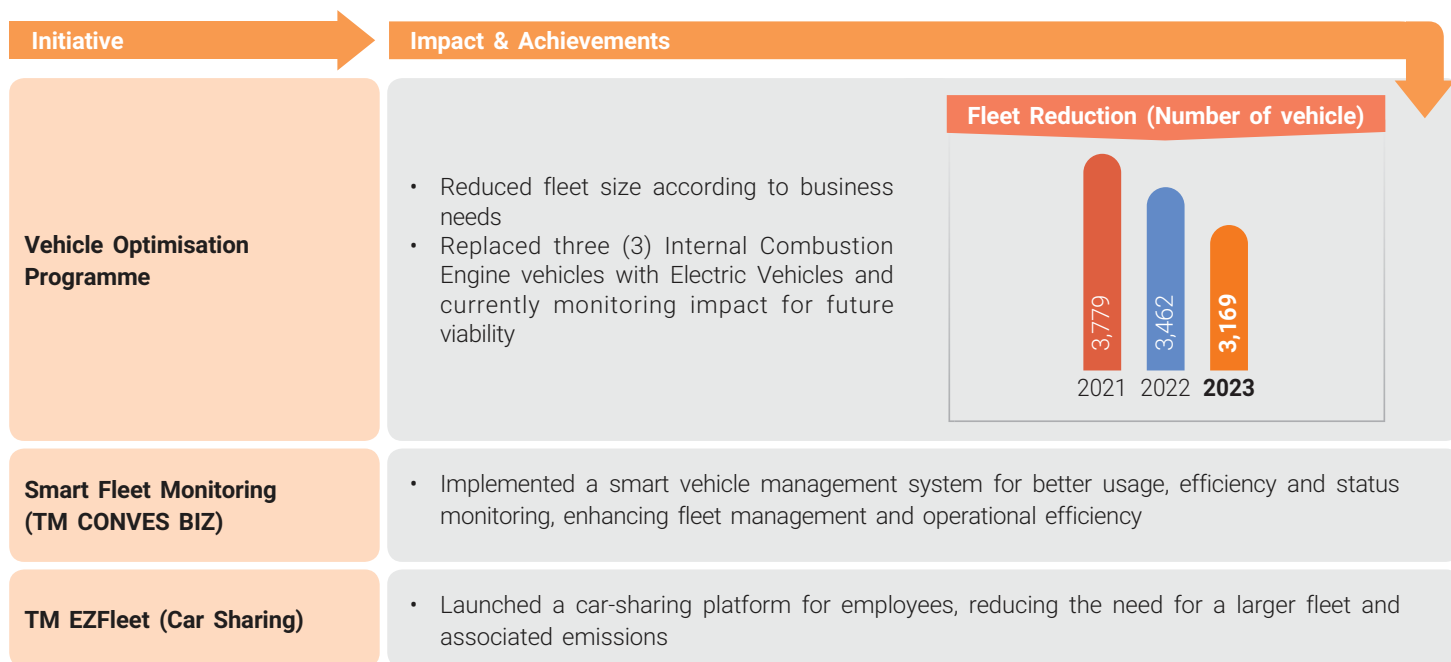 Initiative
Impact & Achievements
Vehicle Optimisation
Programme
• Reduced fleet size according to business
needs
• Replaced three (3) Internal Combustion
Engine vehicles with Electric Vehicles and
currently monitoring impact for future
viability
Fleet Reduction (Number of vehicle)
3,779
3,462
3,169
2021 2022 2023
Smart Fleet Monitoring
(TM CONVES BIZ)
• Implemented a smart vehicle management system for better usage, efficiency and status
monitoring, enhancing fleet management and operational efficiency
TM EZFleet (Car Sharing)
• Launched a car-sharing platform for employees, reducing the need for a larger fleet and
associated emissions